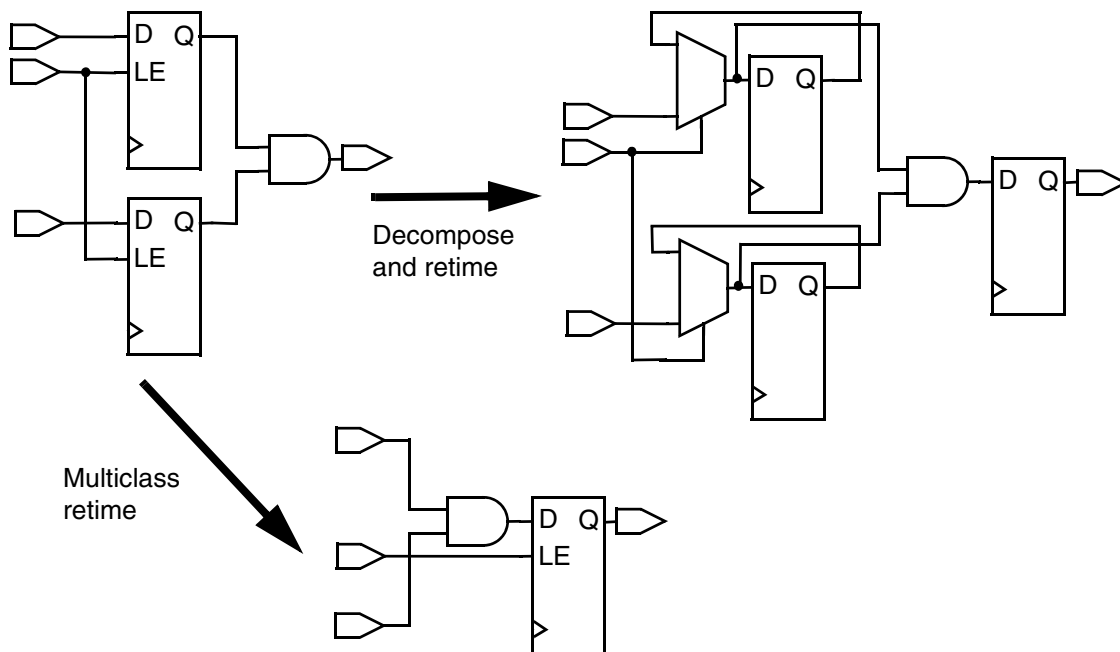 D Q
LE
D Q
LE
D Q
D Q
D Q
Decompose
and retime
Multiclass
retime
D Q
LE